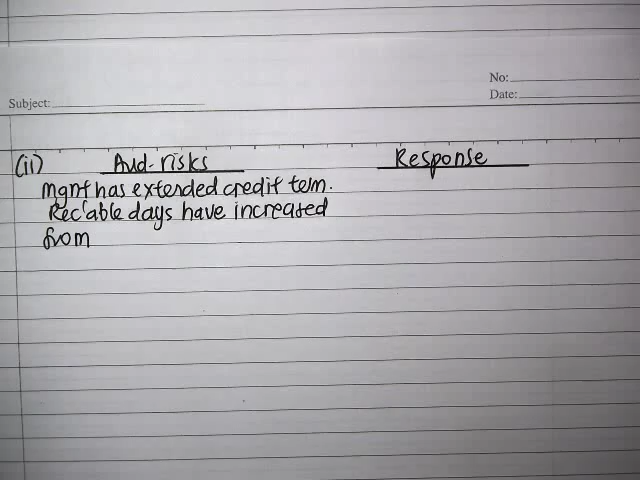 No:
Subject:
Date:
(ii) Aud-risks Response
Mgnt has extended credit term.
Rec'able days have increased
from